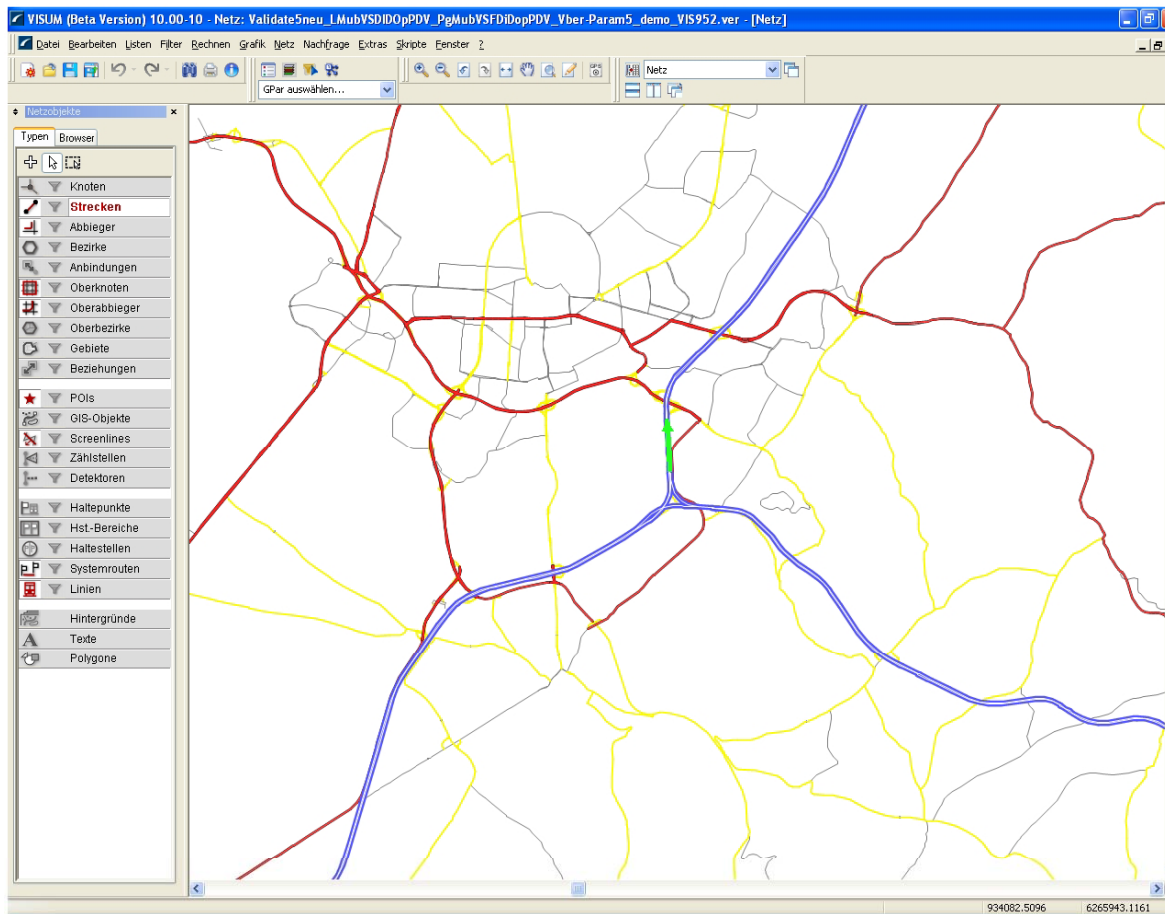 VISUM (Beta Version) 10.00-10 - Netz: Validate5neu_LMubVSDIDOpPDV_PgMubVSFDiDopPDV_Vber-Param5_demo_VIS952.ver - [Netz]
Datei Bearbeiten Listen Filter Rechnen Grafik Netz Nachfrage Extras Skripte Fenster ?
GPar auswählen...
Netz
Netzobjekte
Typen Browser
Knoten
Strecken
Abbieger
Bezirke
Anbindungen
Oberknoten
Oberabbieger
Oberbezirke
Gebiete
Beziehungen
POIs
GIS-Objekte
Screenlines
Zählstellen
Detektoren
Haltepunkte
Hst.-Bereiche
Haltestellen
Systemrouten
Linien
Hintergründe
Texte
Polygone
934082.5096 6265943.1161